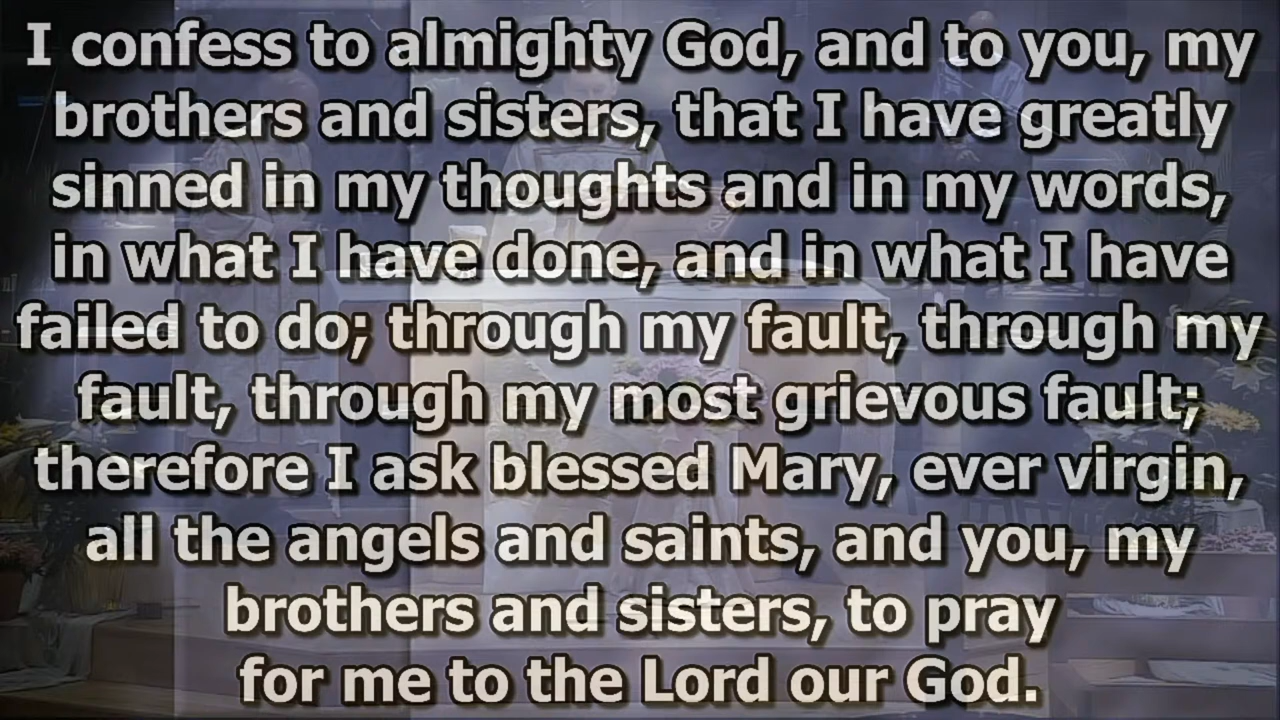 I confess to almighty God, and to you, my
brothers and sisters, that I have greatly
sinned in my thoughts and in my words,
in what I have done, and in what I have
failed to do; through my fault, through my
fault, through my most grievous fault;
therefore I ask blessed Mary, ever virgin,
all the angels and saints, and you, my
brothers and sisters, to pray
for me to the Lord our God.